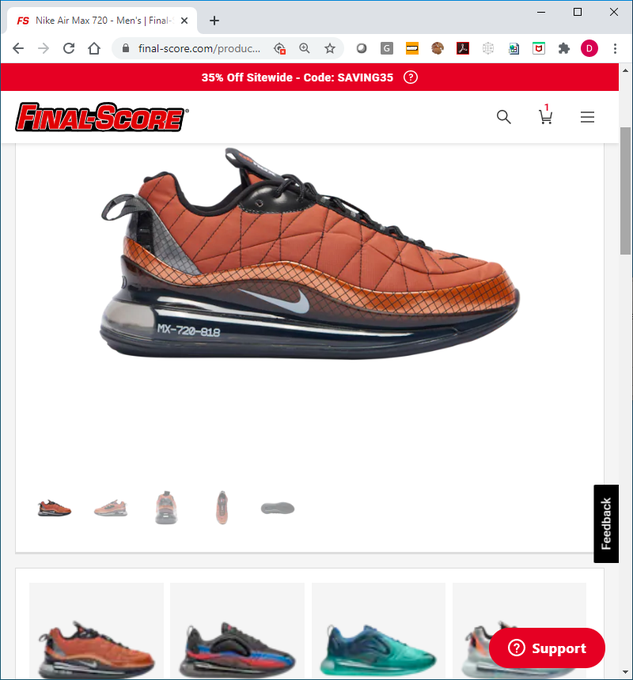 FS Nike Air Max 720 - Men's | Final-
final-score.com/produc...
G
D
35% Off Sitewide - Code: SAVING35 ?
FINAL-SCORE
1
MX-720-818
Feedback
? Support